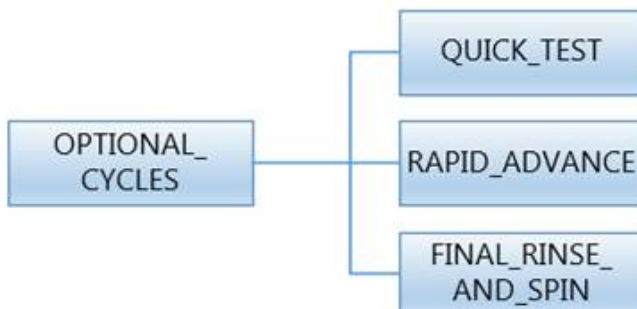 OPTIONAL_
CYCLES
QUICK_TEST
RAPID_ADVANCE
FINAL_RINSE_
AND_SPIN